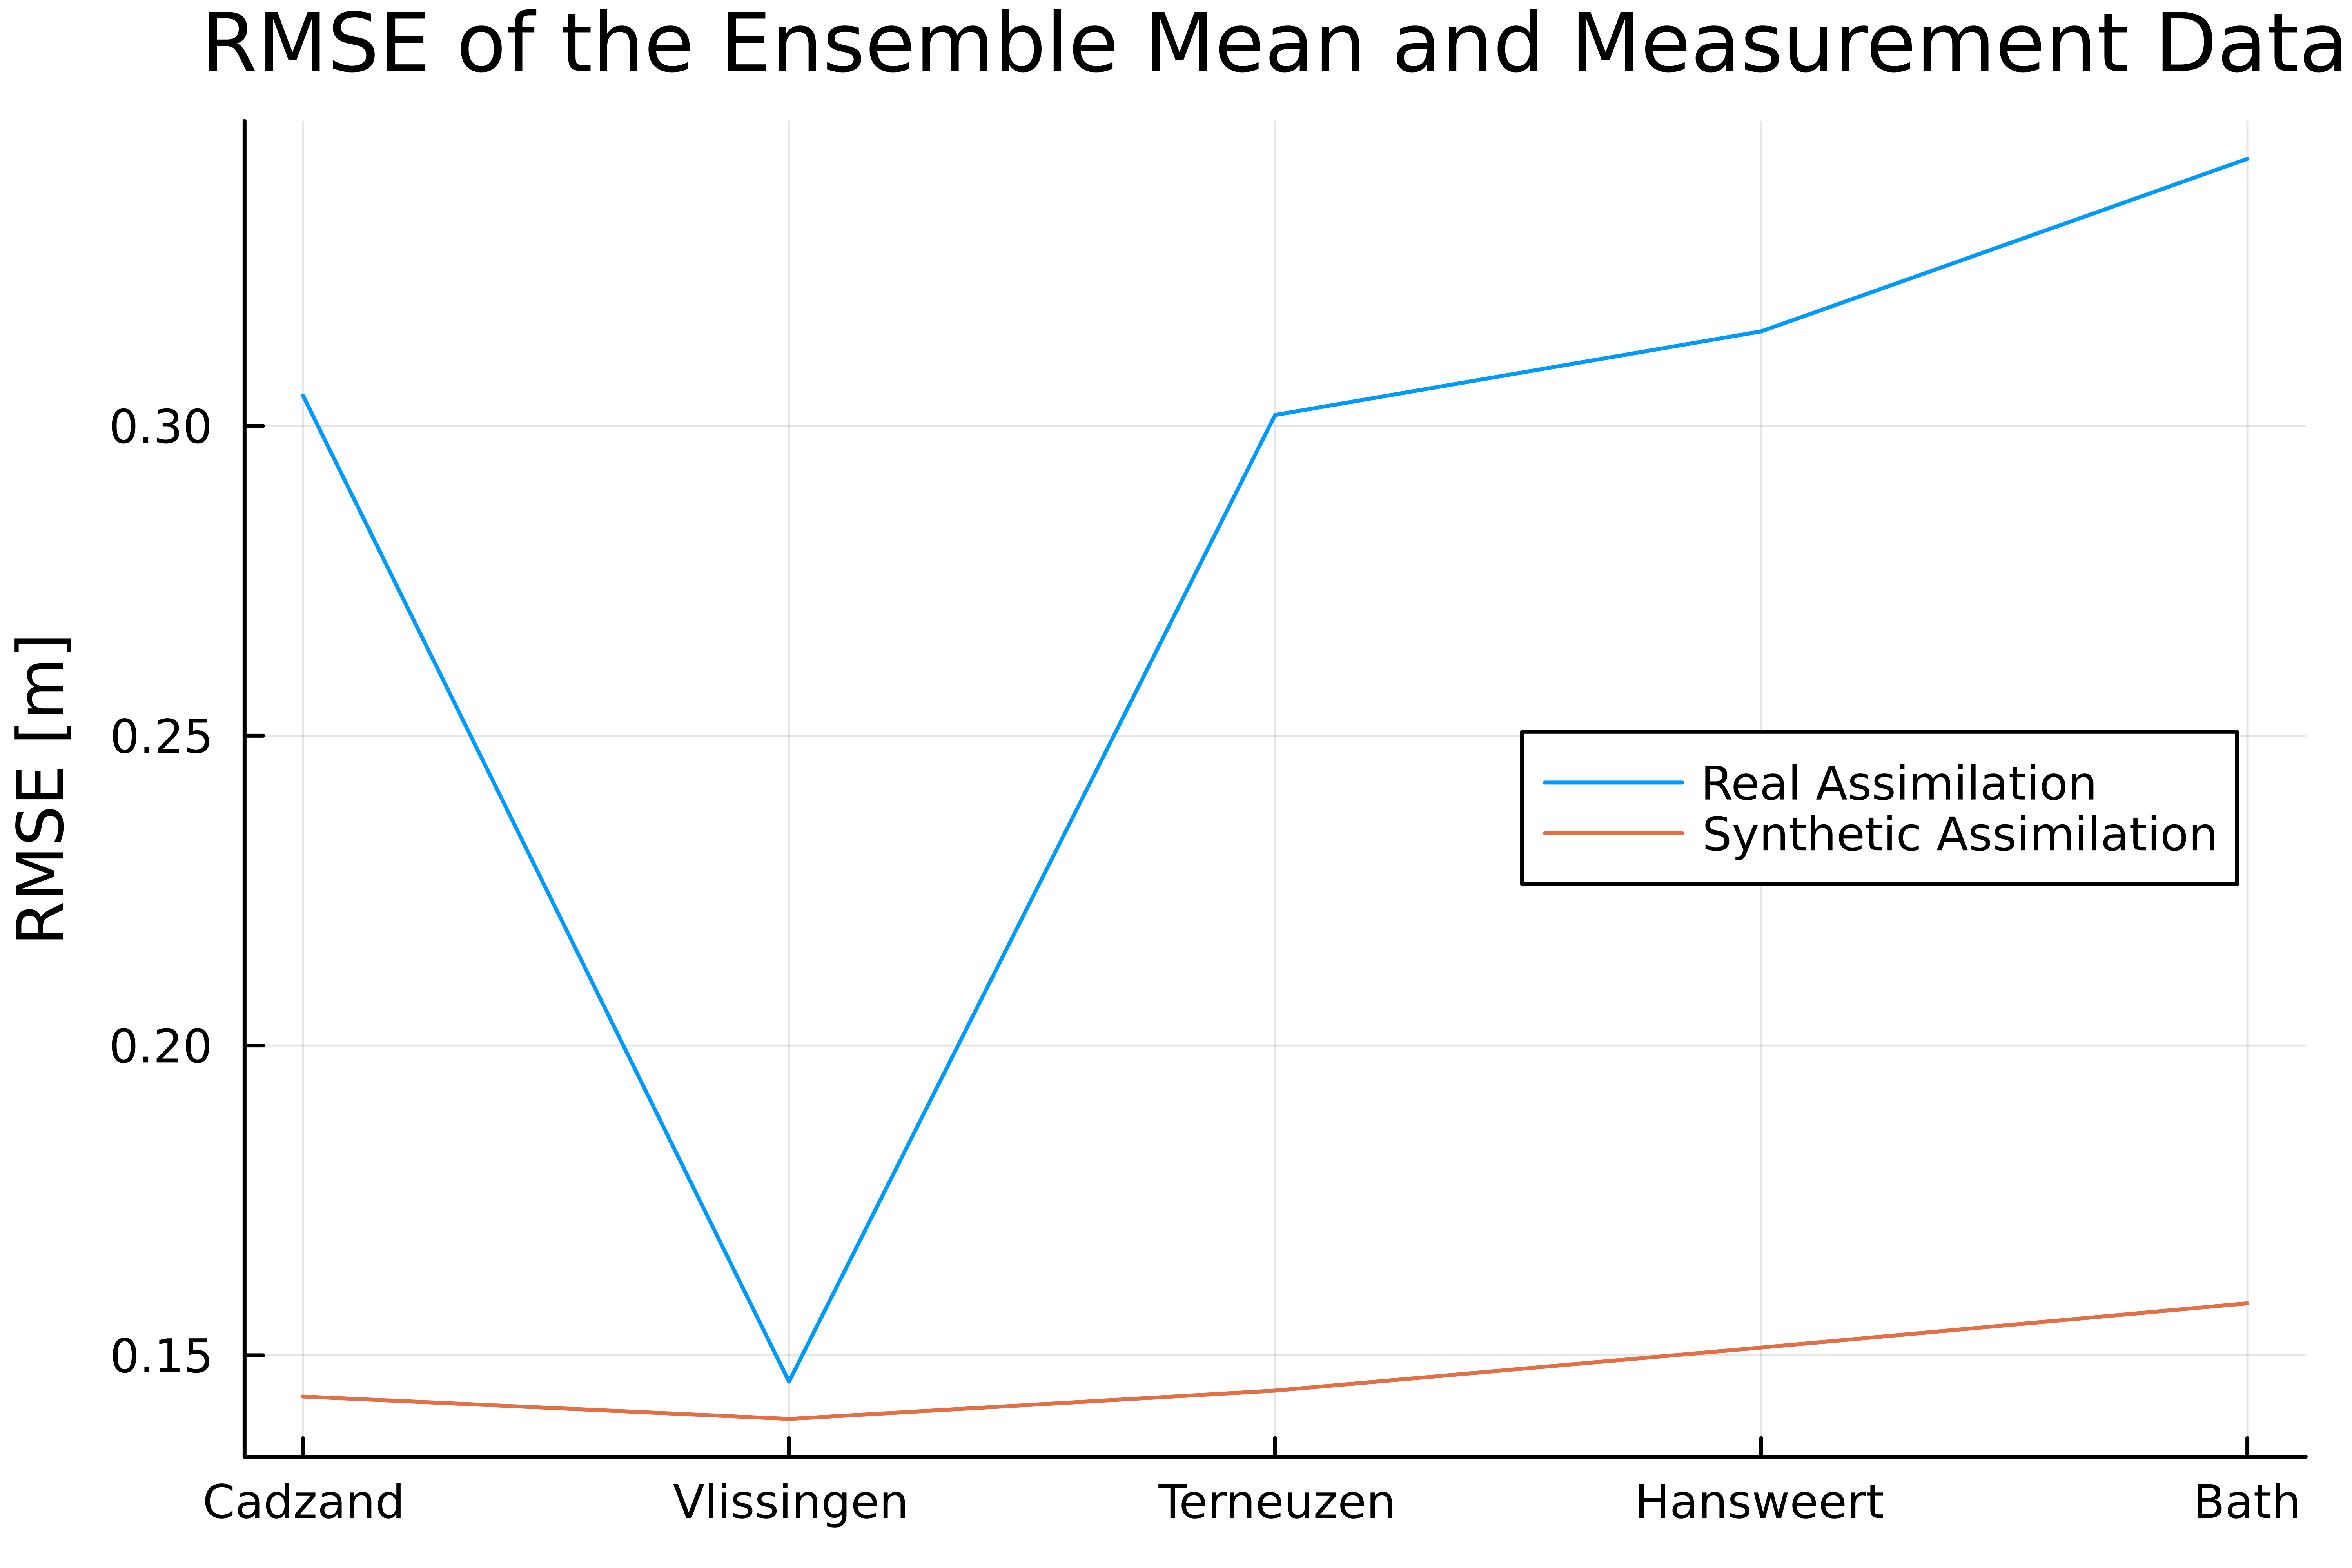 RMSE of the Ensemble Mean and Measurement Data
RMSE [m]
0.30
0.25
0.20
0.15
Real Assimilation
Synthetic Assimilation
Cadzand
Vlissingen
Terneuzen
Hansweert
Bath